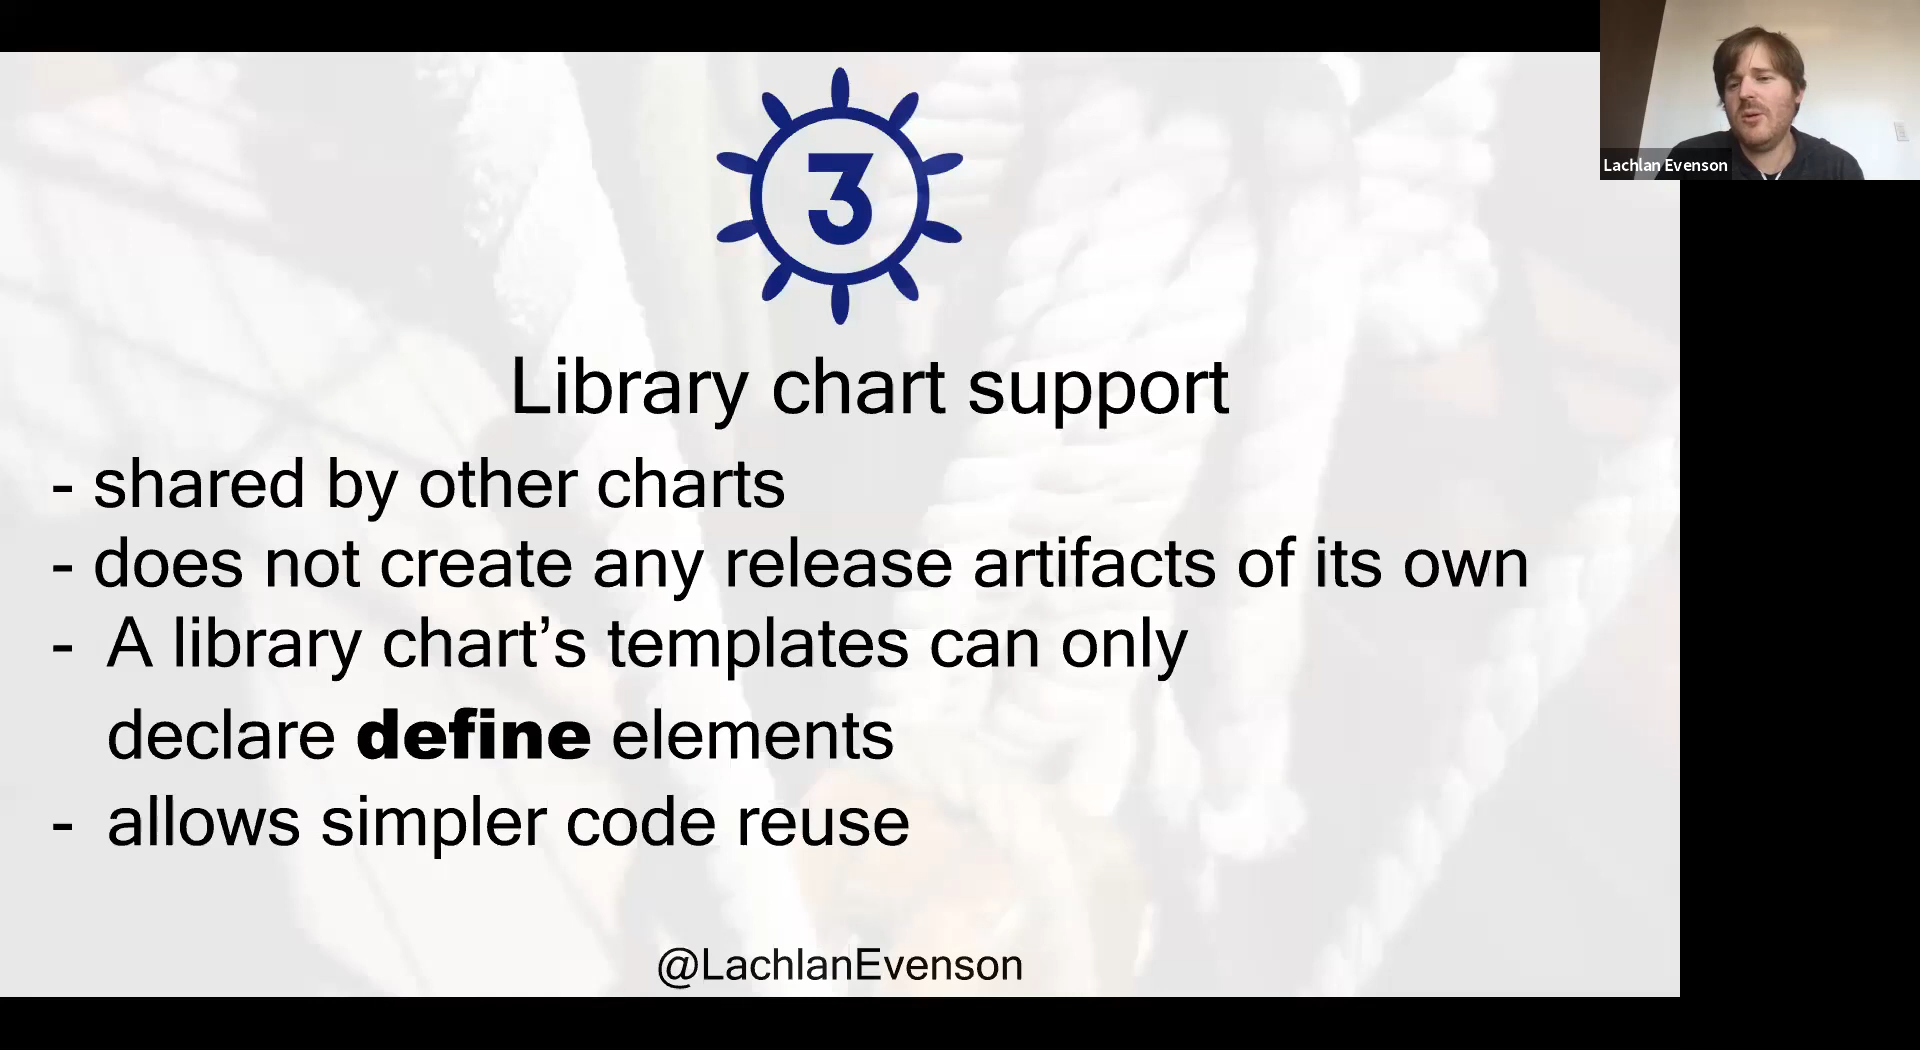 3
Lachlan Evenson
Library chart support
- shared by other charts
- does not create any release artifacts of its own
- A library chart’s templates can only
declare define elements
- allows simpler code reuse
@LachlanEvenson